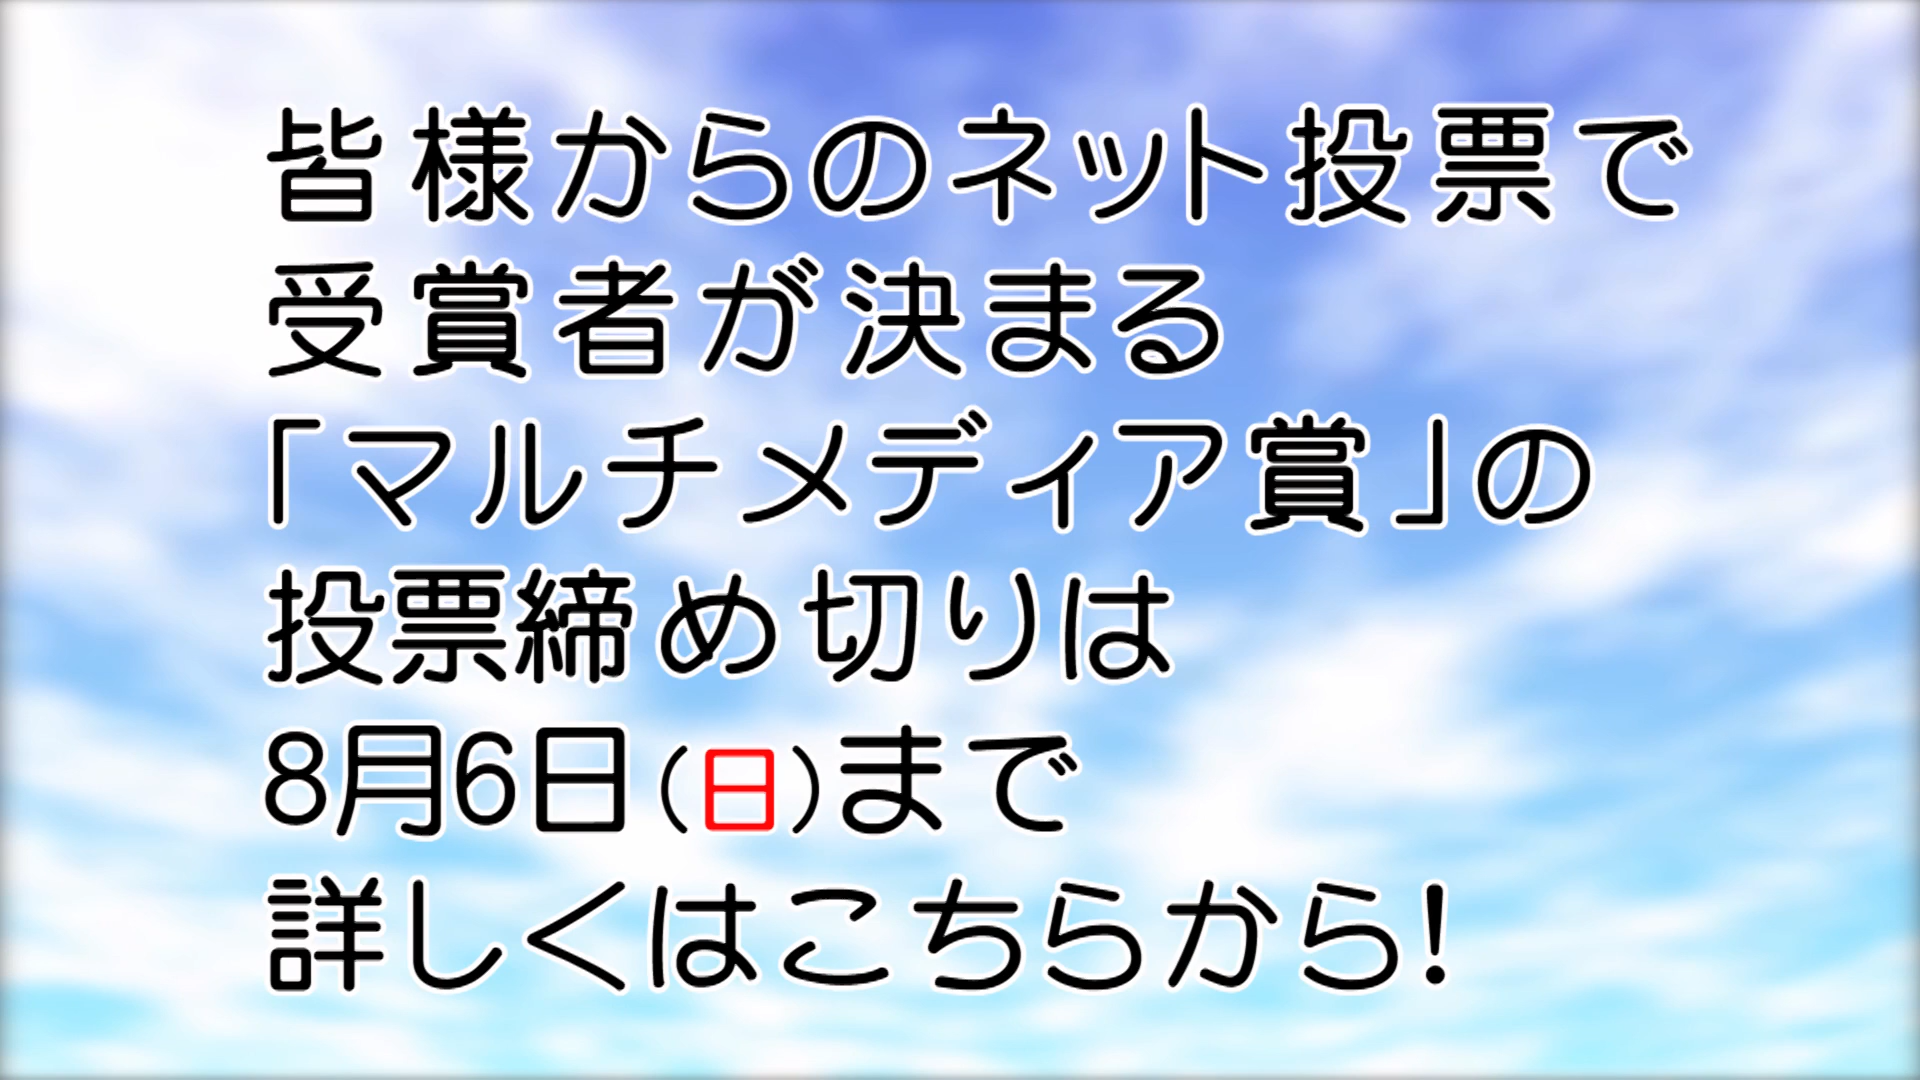 皆様からのネット投票で
受賞者が決まる
「マルチメディア賞」の
投票締め切りは
8月6日(日)まで
詳しくはこちらから!